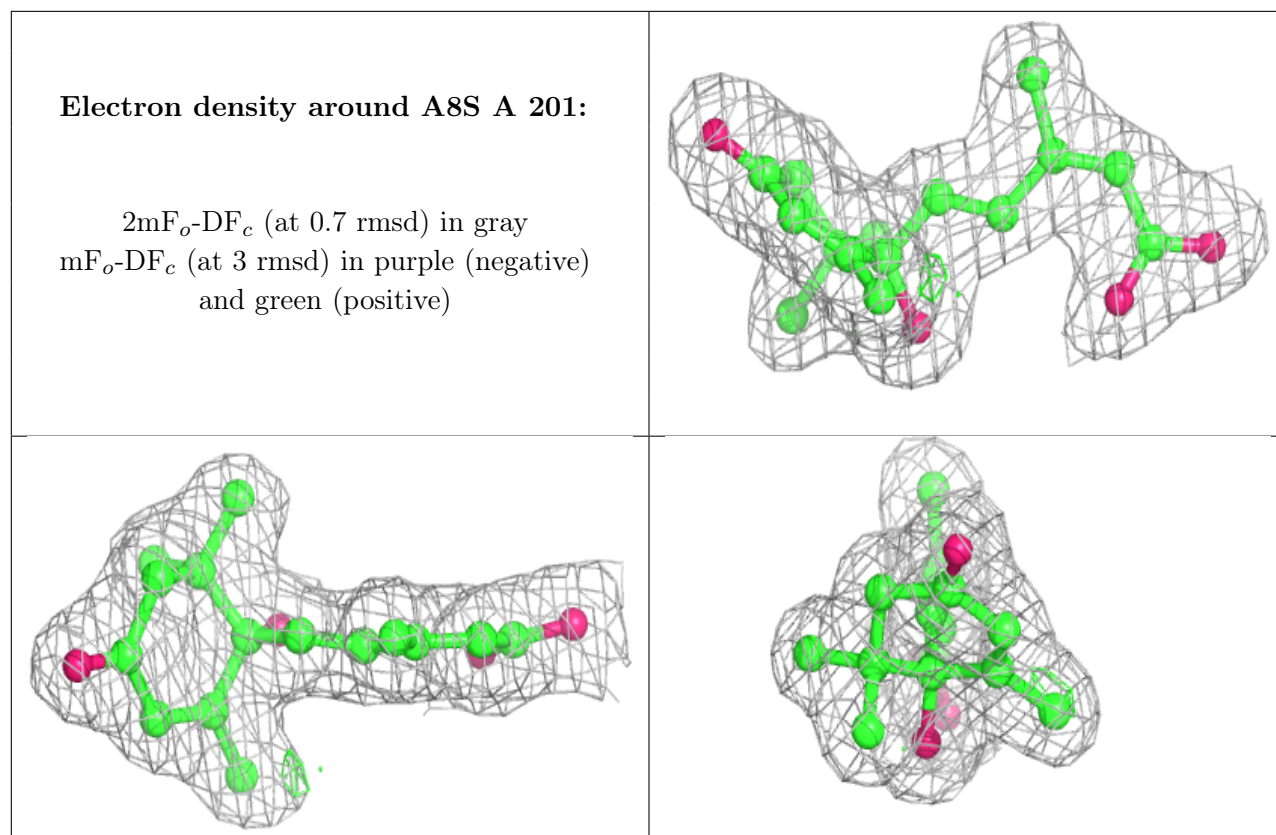 Electron density around A8S A 201:
2mFo-DFc (at 0.7 rmsd) in gray
mFo-DFc (at 3 rmsd) in purple (negative)
and green (positive)